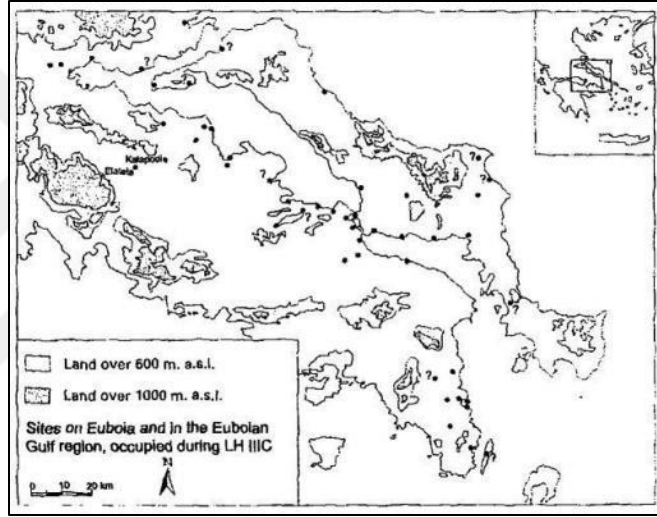 ?
?
?
?
Kalapodi
Elateia
?
?
?
?
Land over 600 m. a.s.l.
Land over 1000 m. a.s.l.
Sites on Euboia and in the Euboian
Gulf region, occupied during LH IIIC
N
0 10 20 km